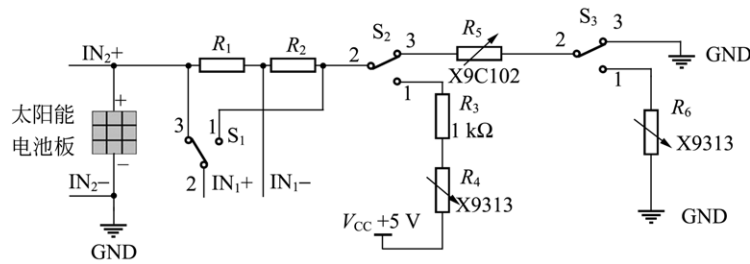 IN₂+
R₁
R₂
2
S₂
3
R₅
X9C102
2
S₃
3
GND
太阳能
电池板
+
−
3
1
S₁
2
IN₁+
IN₁−
1
R₃
1 kΩ
R₄
X9313
V_CC +5 V
1
R₆
X9313
IN₂−
GND
GND